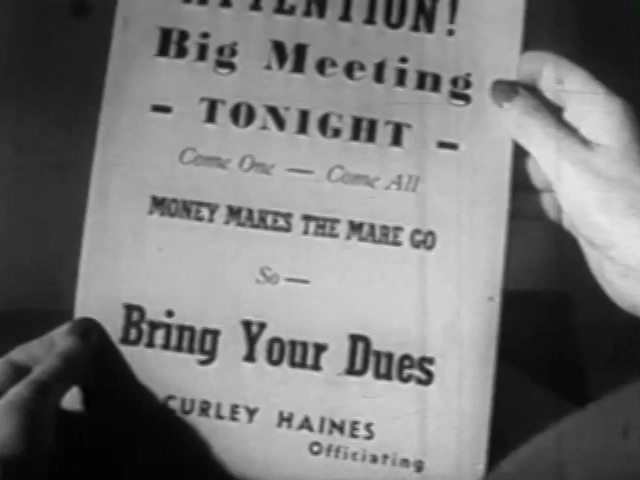 ATTENTION!
Big Meeting
- TONIGHT -
Come One — Come All
MONEY MAKES THE MARE GO
So—
Bring Your Dues
CURLEY HAINES
Officiating